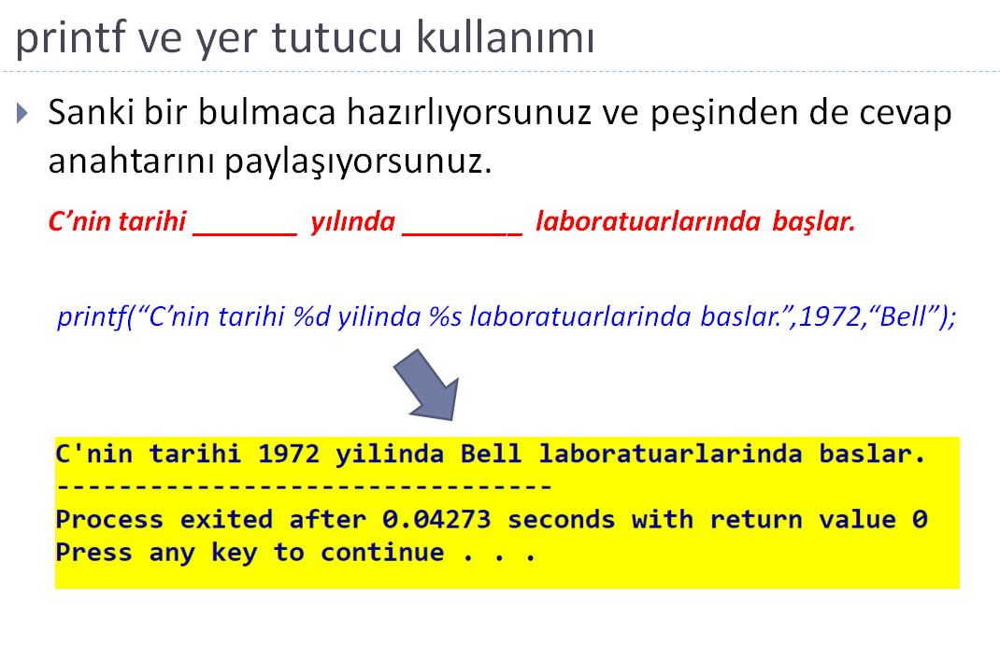 printf ve yer tutucu kullanımı
Sanki bir bulmaca hazırlıyorsunuz ve peşinden de cevap
anahtarını paylaşıyorsunuz.
C’nin tarihi _______ yılında ________ laboratuarlarında başlar.
printf(“C’nin tarihi %d yilinda %s laboratuarlarinda baslar.”,1972,“Bell”);
C'nin tarihi 1972 yilinda Bell laboratuarlarinda baslar.
--------------------------------
Process exited after 0.04273 seconds with return value 0
Press any key to continue . . .